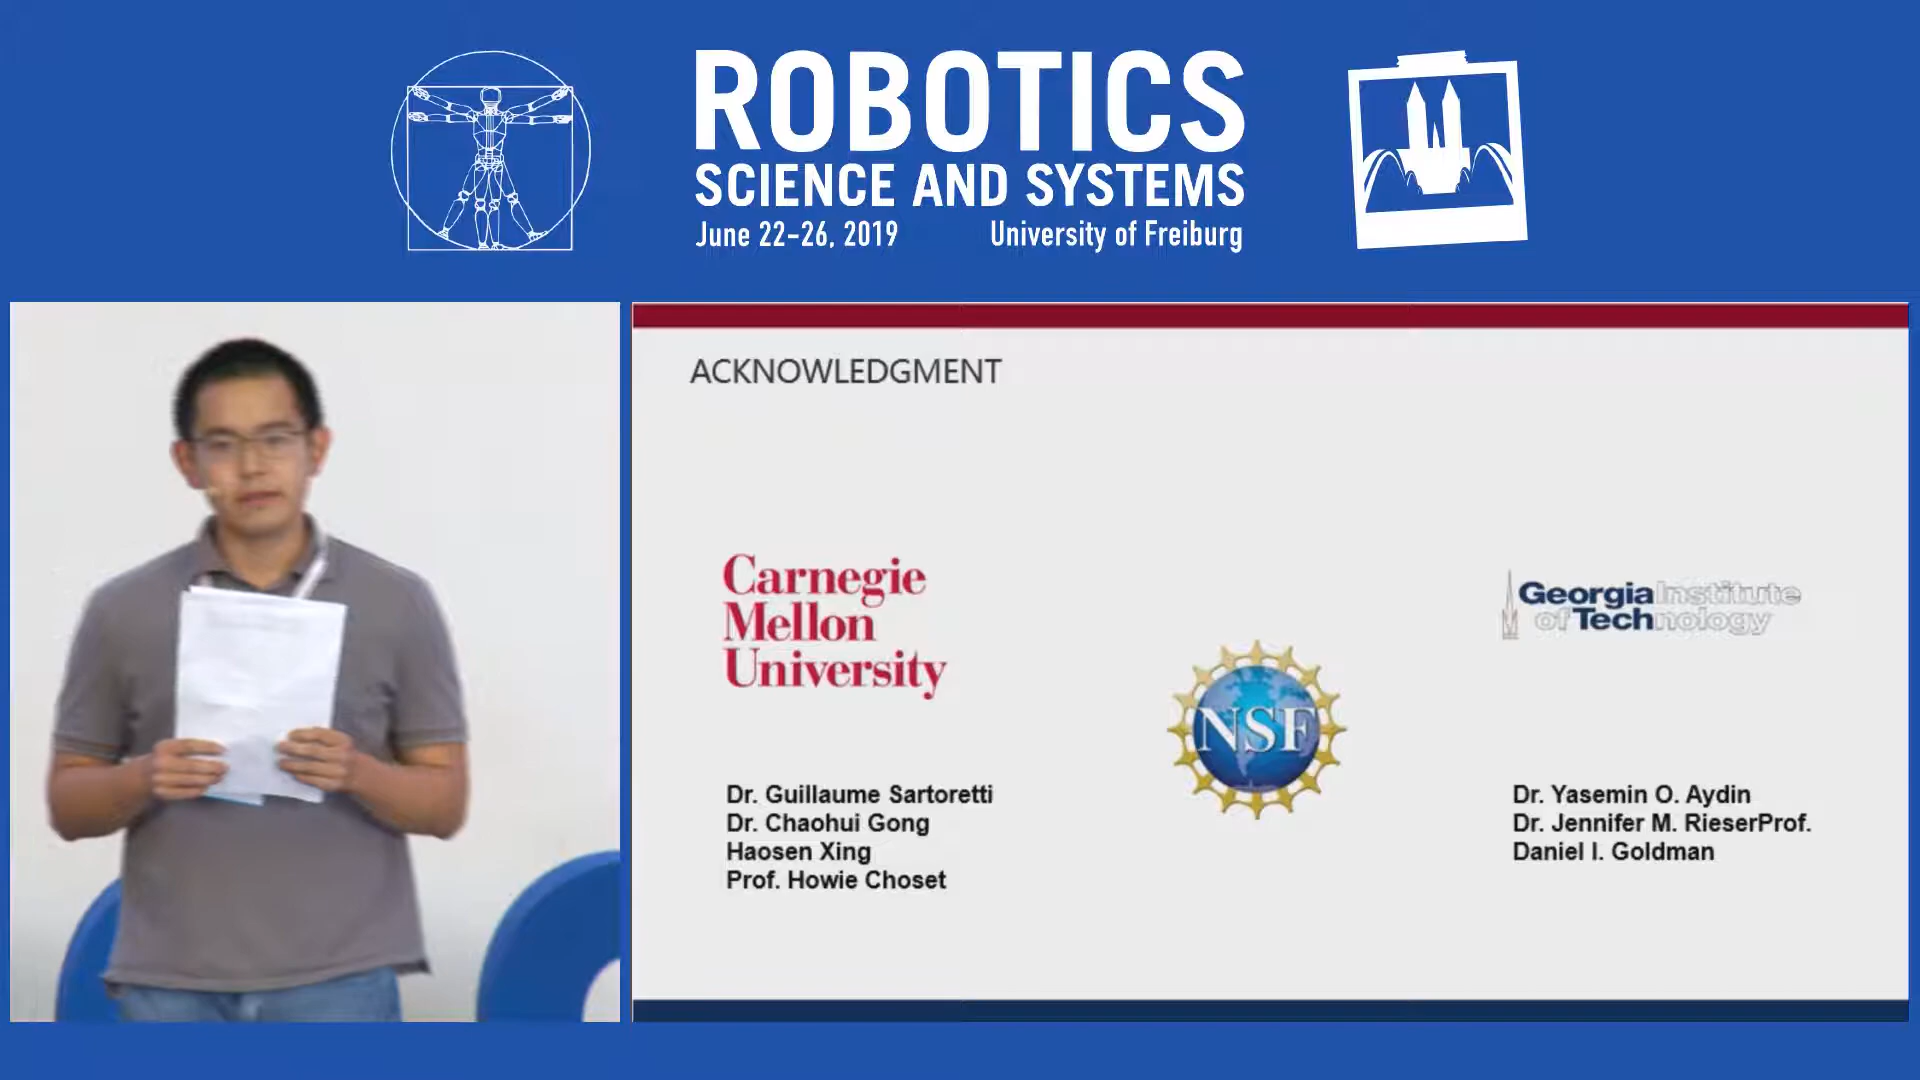 ROBOTICS
SCIENCE AND SYSTEMS
June 22-26, 2019 University of Freiburg
ACKNOWLEDGMENT
Carnegie
Mellon
University
NSF
Georgia Institute
of Technology
Dr. Guillaume Sartoretti
Dr. Chaohui Gong
Haosen Xing
Prof. Howie Choset
Dr. Yasemin O. Aydin
Dr. Jennifer M. RieserProf.
Daniel I. Goldman